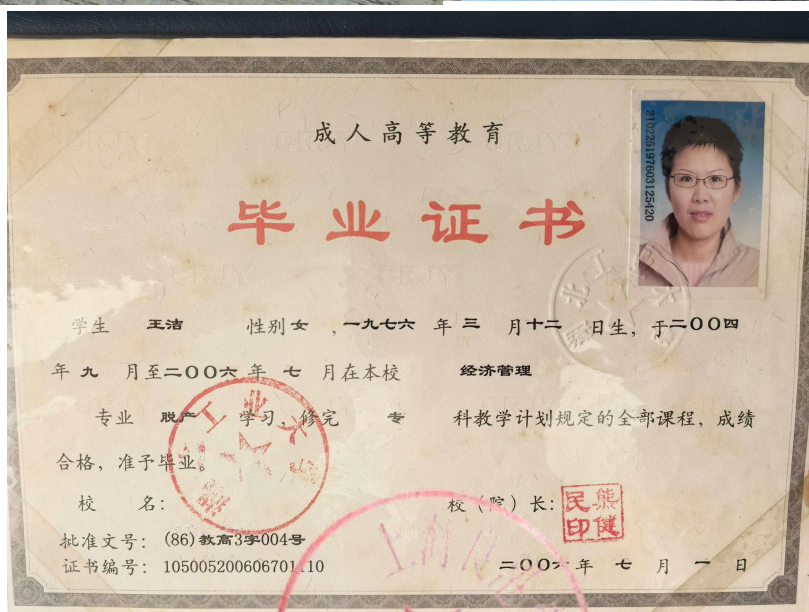 成人高等教育
310225197603125420
毕业证书
学生 王洁 性别 女 ,一九七六 年 三 月 十二 日生, 于二〇〇四
年 九 月至二〇〇六 年 七 月在本校 经济管理
专业 脱产 学习、修完 专 科教学计划规定的全部课程, 成绩
合格, 准予毕业。
校 名: 校 (院) 长: 熊健民印
批准文号: (86)教高3字004号
证书编号: 105005200606701110 二〇〇六 年 七 月 一 日